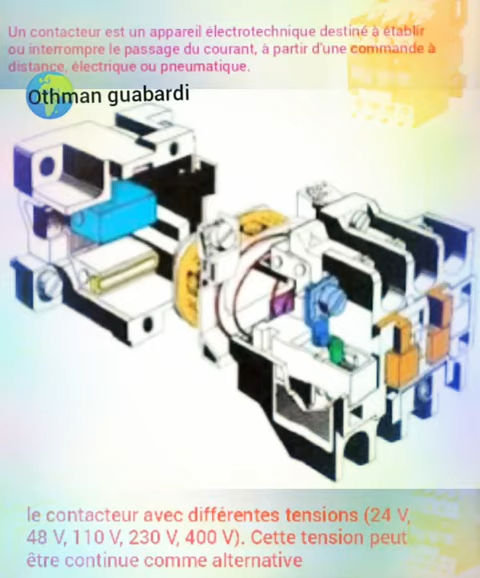 Un contacteur est un appareil électrotechnique destiné à établir
ou interrompre le passage du courant, à partir d'une commande à
distance, électrique ou pneumatique.
Othman guabardi
le contacteur avec différentes tensions (24 V,
48 V, 110 V, 230 V, 400 V). Cette tension peut
être continue comme alternative